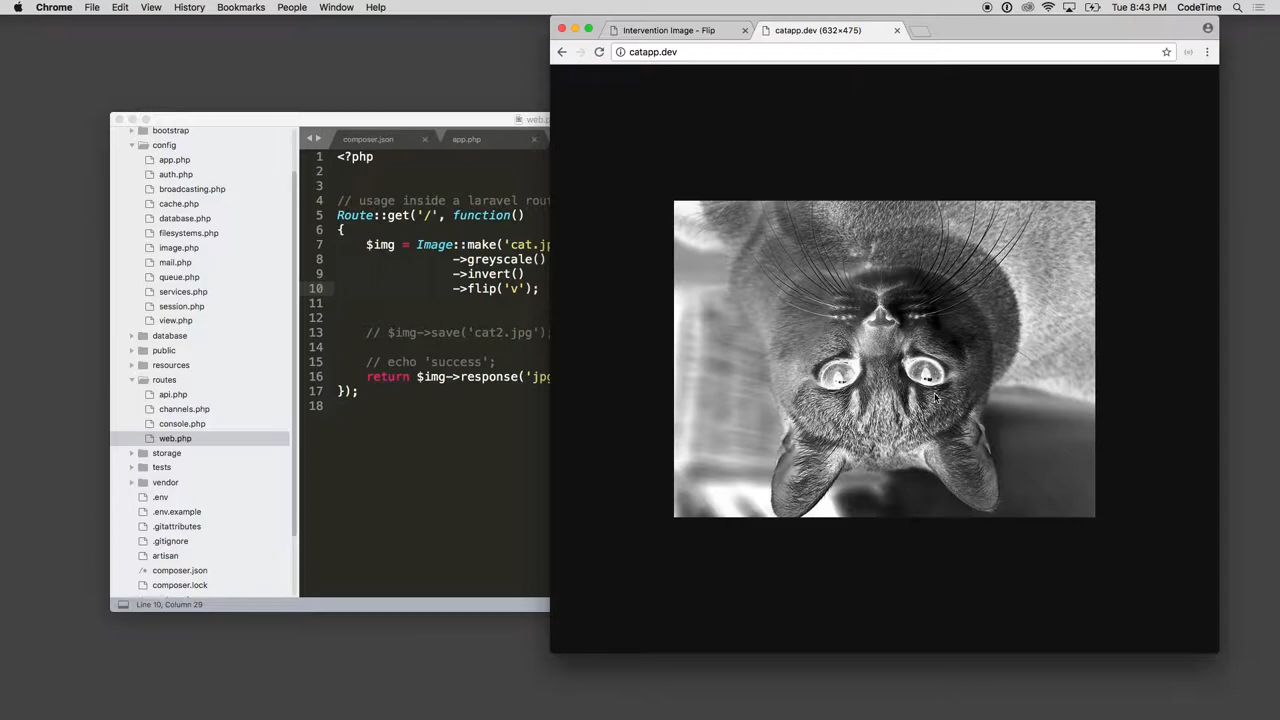 Chrome File Edit View History Bookmarks People Window Help Tue 8:43 PM CodeTime
Intervention Image - Flip
catapp.dev (632×475)
catapp.dev
web.p
bootstrap
config
app.php
auth.php
broadcasting.php
cache.php
database.php
filesystems.php
image.php
mail.php
queue.php
services.php
session.php
view.php
database
public
resources
routes
api.php
channels.php
console.php
web.php
storage
tests
vendor
.env
.env.example
.gitattributes
.gitignore
artisan
composer.json
composer.lock
composer.json app.php
1 <?php
2
3
4 // usage inside a laravel rout
5 Route::get('/', function()
6 {
7 $img = Image::make('cat.jp
8 ->greyscale()
9 ->invert()
10 ->flip('v');
11
12
13 // $img->save('cat2.jpg');
14
15 // echo 'success';
16 return $img->response('jpg
17 });
18
Line 10, Column 29